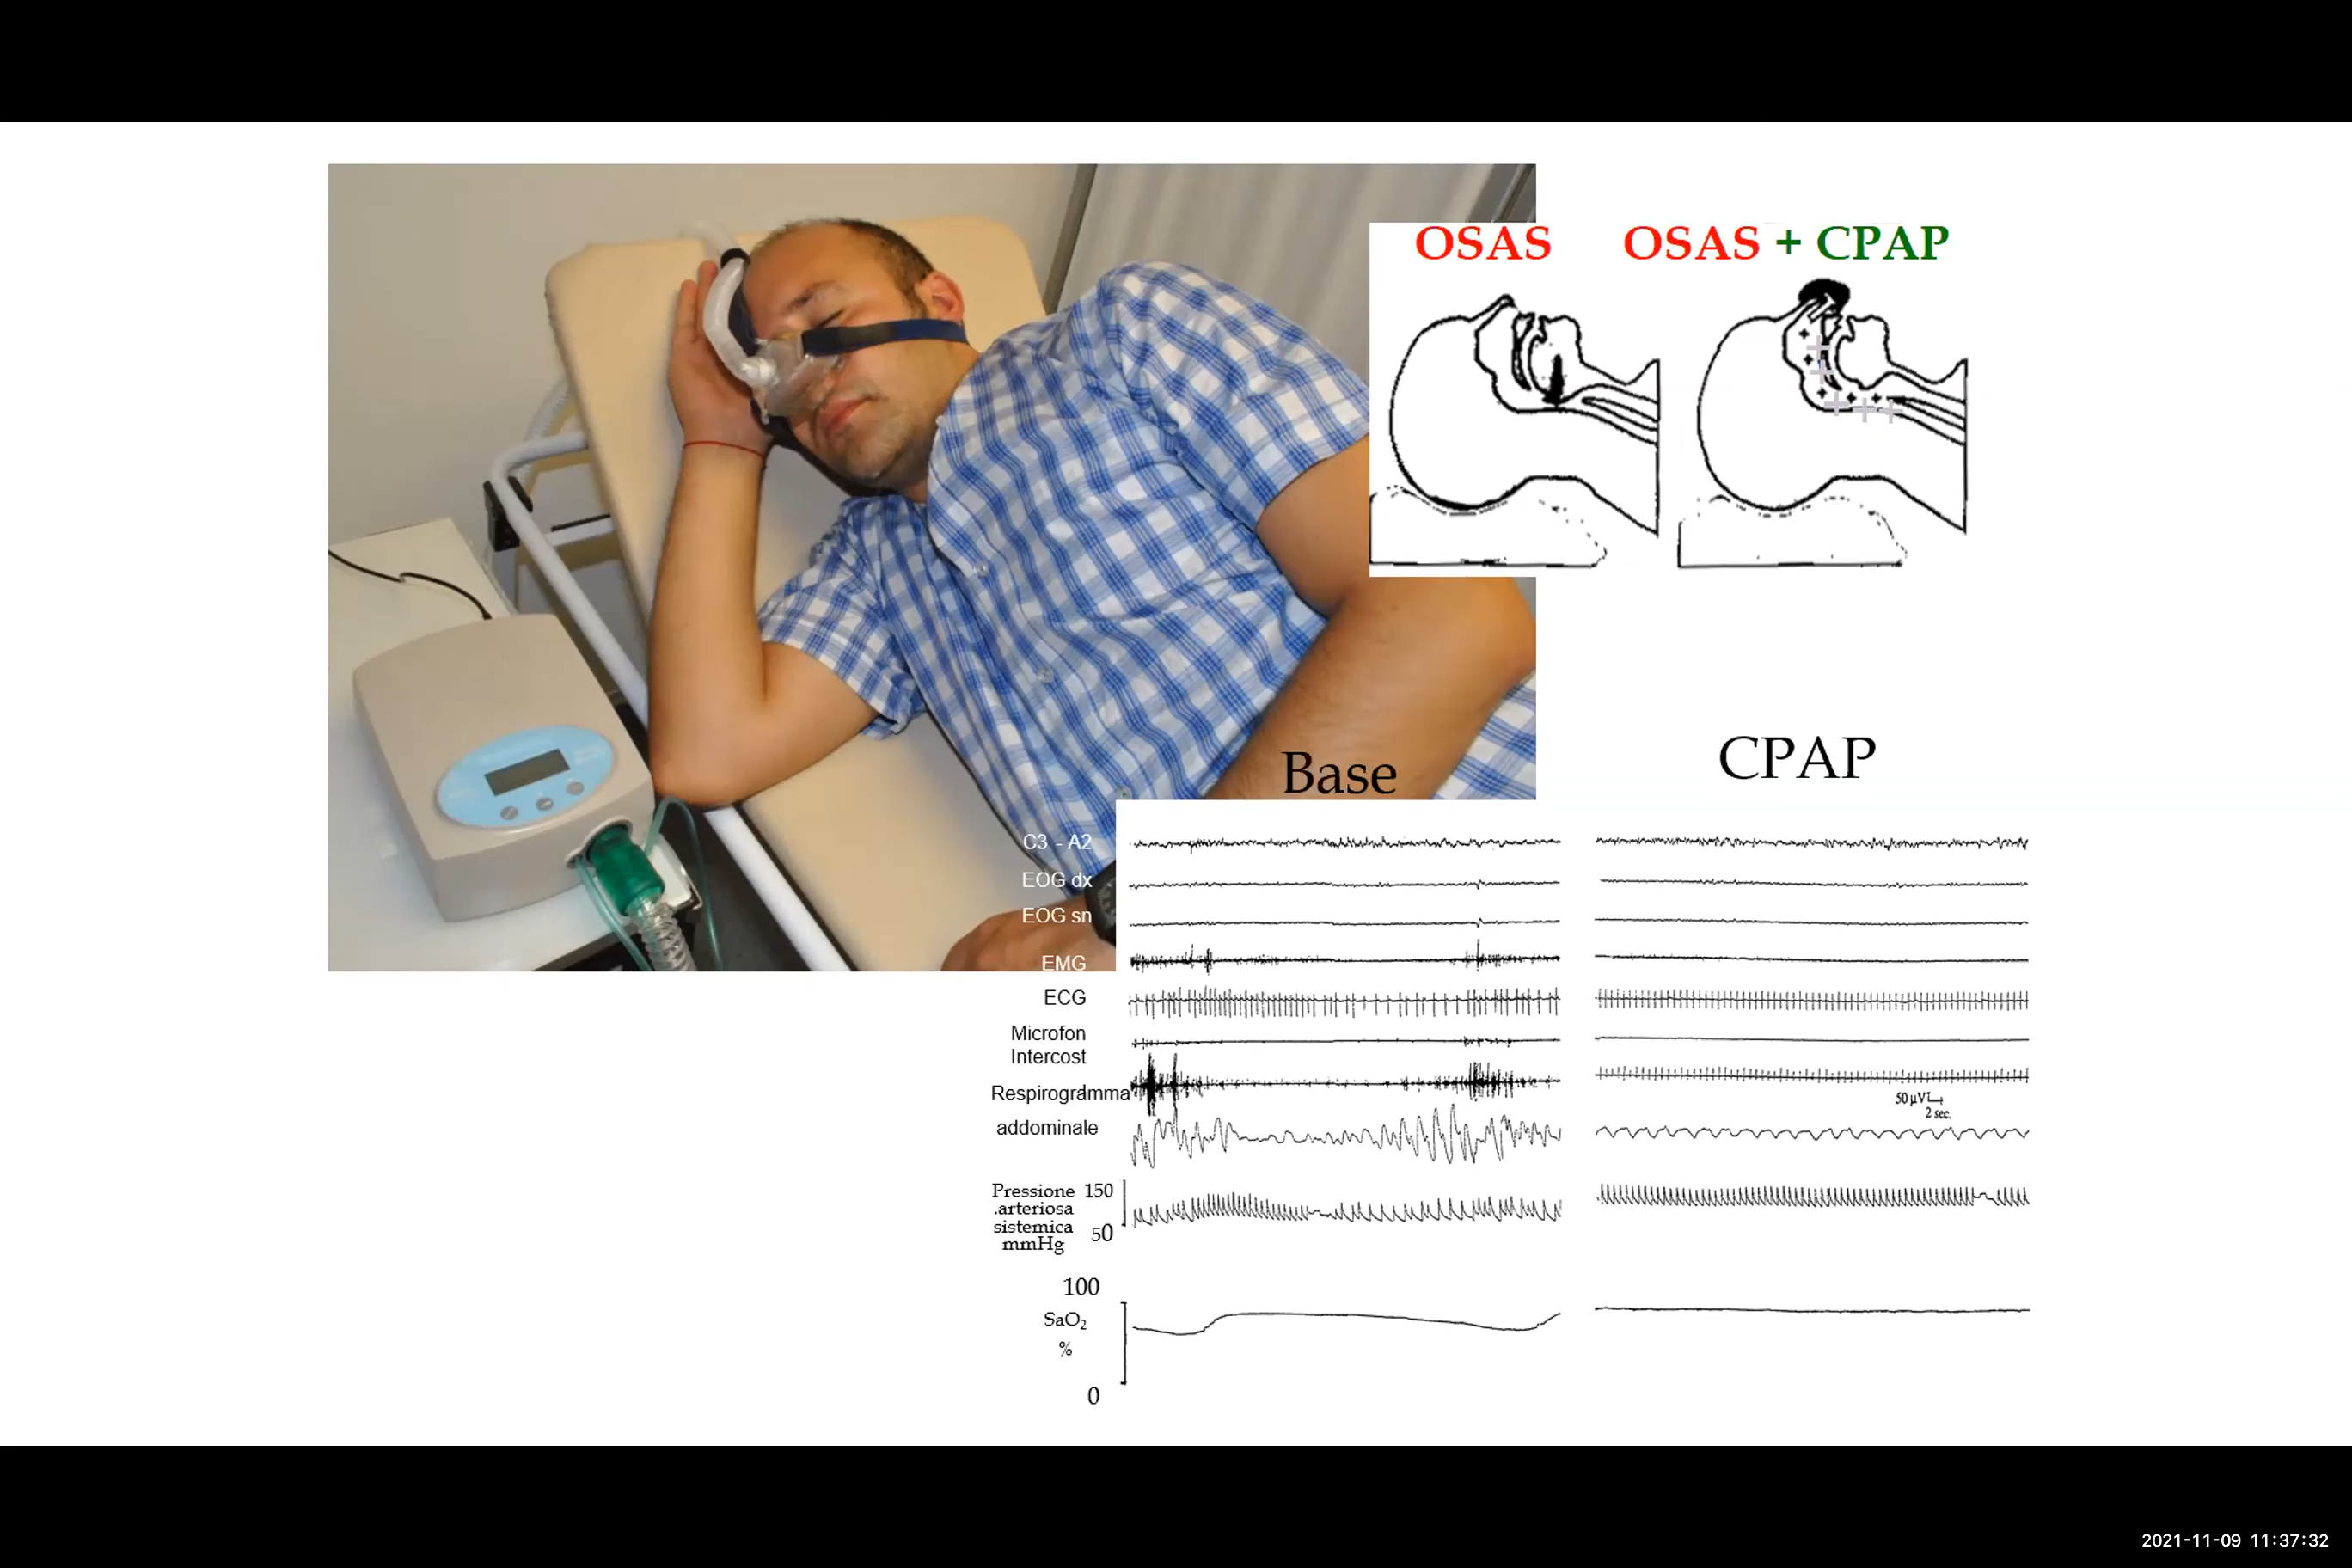 OSAS
OSAS + CPAP
Base
CPAP
C3 - A2
EOG dx
EOG sn
EMG
ECG
Microfon
Intercost
l
Respirogramma
addominale
50 µV
2 sec.
Pressione 150
.arteriosa
sistemica
mmHg 50
100
SaO₂
%
0
2021-11-09 11:37:32